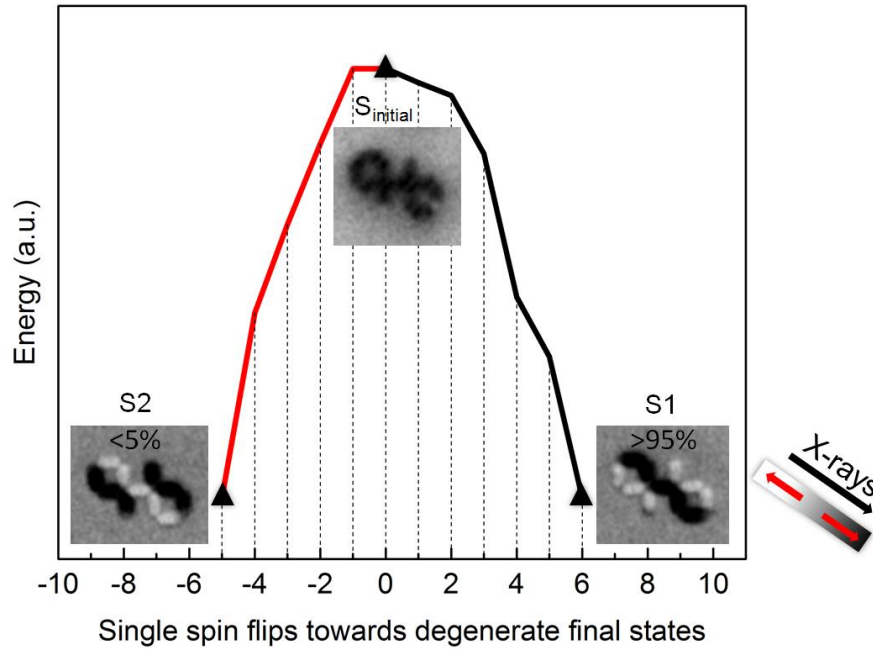 Energy (a.u.)
S_initial
S2
<5%
S1
>95%
X-rays
-10 -8 -6 -4 -2 0 2 4 6 8 10
Single spin flips towards degenerate final states